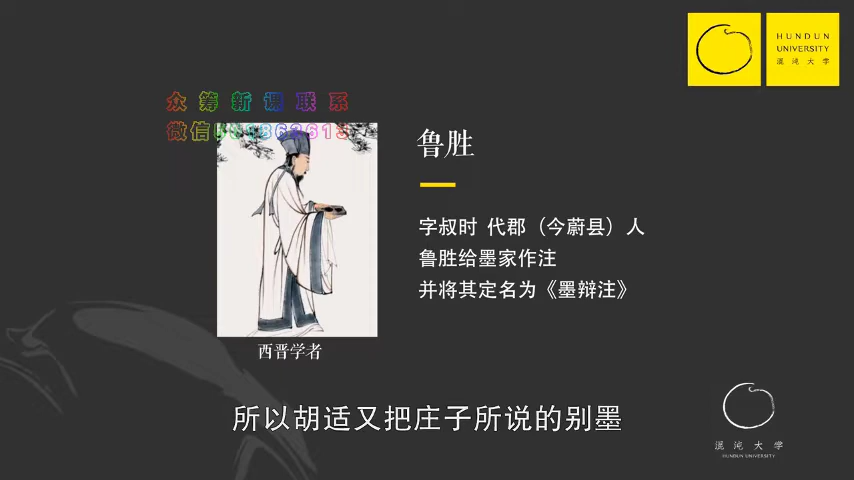 HUNDUN
UNIVERSITY
混沌大学
众筹新课联系
微信
鲁胜
字叔时 代郡（今蔚县）人
鲁胜给墨家作注
并将其定名为《墨辩注》
西晋学者
所以胡适又把庄子所说的别墨
混沌大学
HUNDUN UNIVERSITY